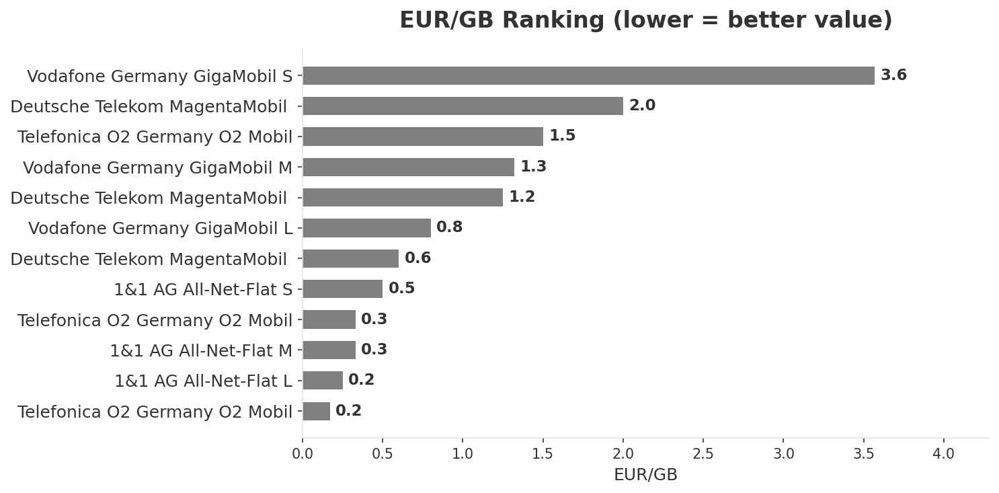 EUR/GB Ranking (lower = better value)
Vodafone Germany GigaMobil S 3.6
Deutsche Telekom MagentaMobil 2.0
Telefonica O2 Germany O2 Mobil 1.5
Vodafone Germany GigaMobil M 1.3
Deutsche Telekom MagentaMobil 1.2
Vodafone Germany GigaMobil L 0.8
Deutsche Telekom MagentaMobil 0.6
1&1 AG All-Net-Flat S 0.5
Telefonica O2 Germany O2 Mobil 0.3
1&1 AG All-Net-Flat M 0.3
1&1 AG All-Net-Flat L 0.2
Telefonica O2 Germany O2 Mobil 0.2
0.0 0.5 1.0 1.5 2.0 2.5 3.0 3.5 4.0
EUR/GB